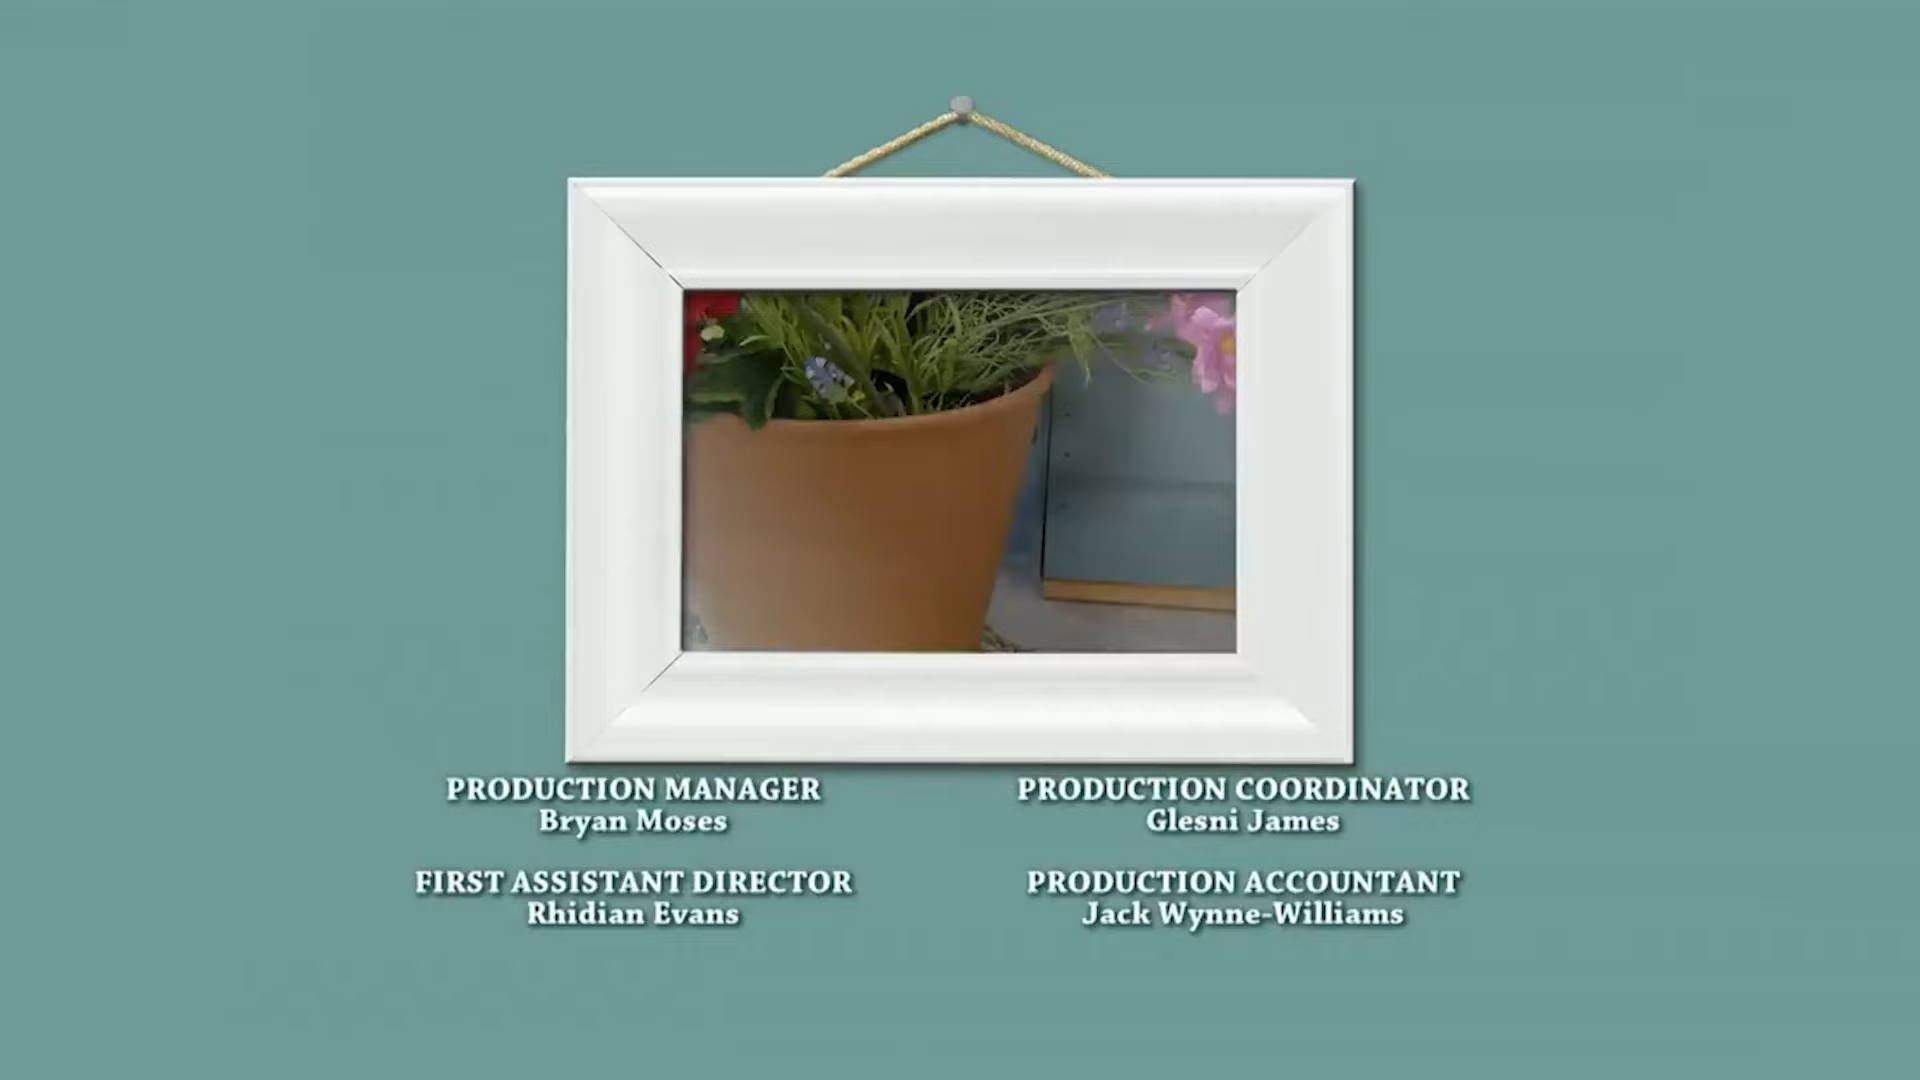 PRODUCTION MANAGER
Bryan Moses
PRODUCTION COORDINATOR
Glesni James
FIRST ASSISTANT DIRECTOR
Rhidian Evans
PRODUCTION ACCOUNTANT
Jack Wynne-Williams